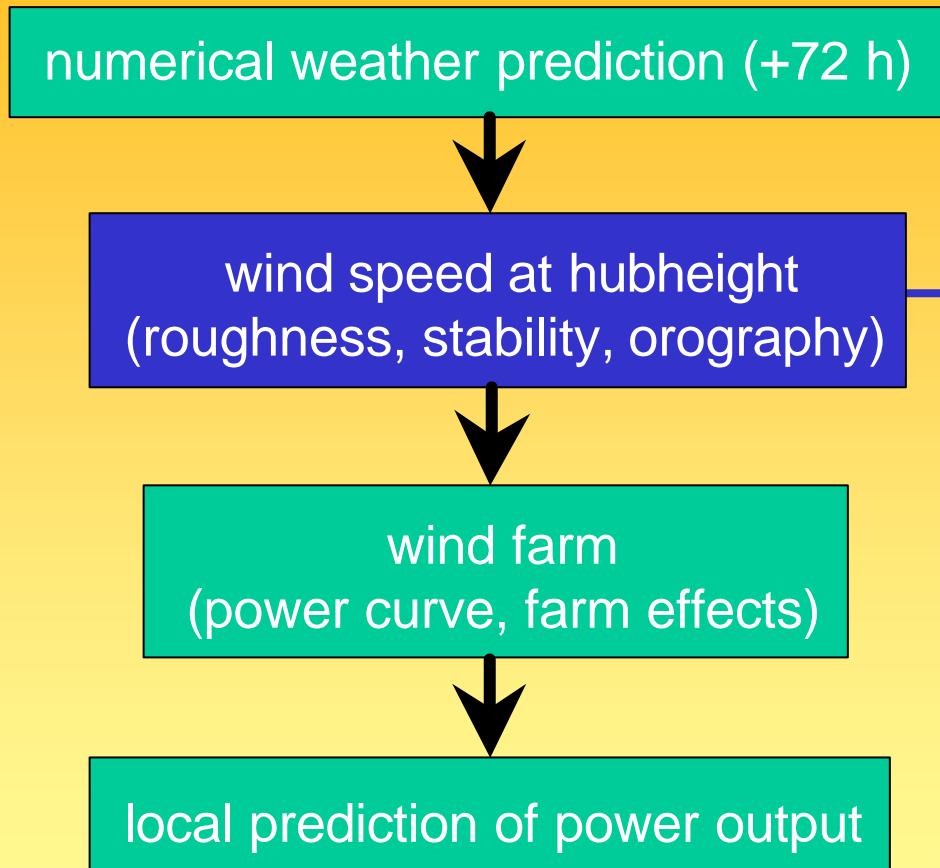 numerical weather prediction (+72 h)
wind speed at hubheight
(roughness, stability, orography)
wind farm
(power curve, farm effects)
local prediction of power output